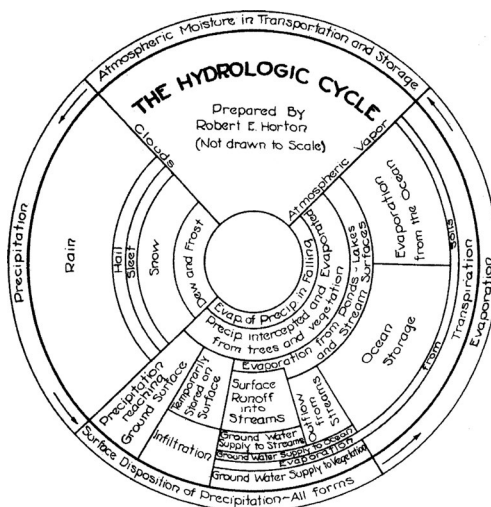 Atmospheric Moisture in Transportation and Storage
THE HYDROLOGIC CYCLE
Prepared By
Robert E. Horton
(Not drawn to Scale)
Clouds
Atmospheric Vapor
Precipitation
Rain
Hail
Sleet
Snow
Dew and Frost
Evap. of Precip. in Falling
Precip. intercepted and Evaporated
from trees and vegetation
Evaporation from Ponds - Lakes
and Stream Surfaces
Evaporation
from the Ocean
Ocean
Storage
Evaporation
Transpiration
from
soils
Precipitation
reaching
Ground Surface
Temporarily
Stored on
Surface
Infiltration
Surface
Runoff
into
Streams
Outflow
from
Streams
Ground Water
Supply to Streams
Ground Water Supply to Ocean
Evaporation
Ground Water Supply to Vegetation
Surface Disposition of Precipitation-All forms